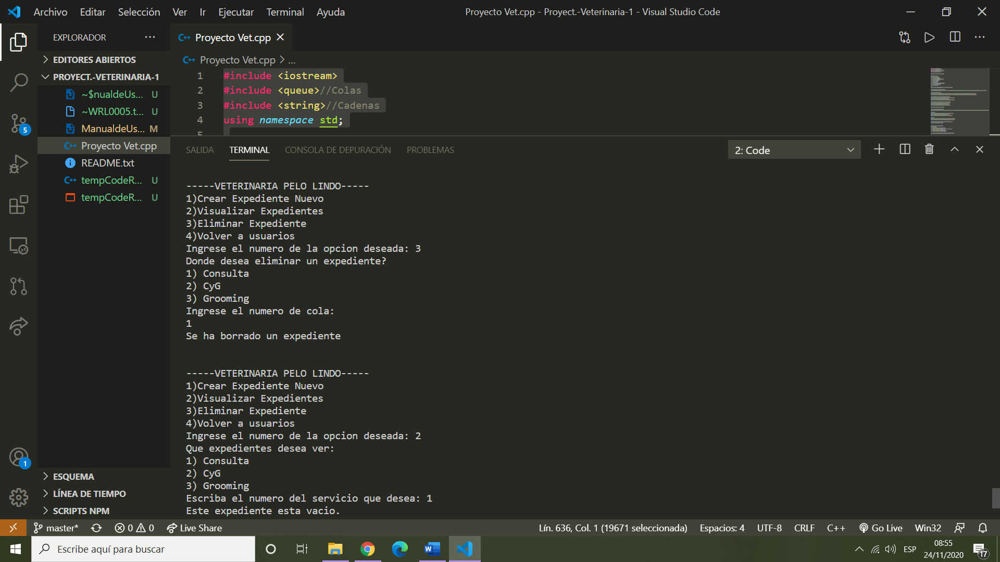 Archivo Editar Selección Ver Ir Ejecutar Terminal Ayuda
Proyecto Vet.cpp - Proyect.-Veterinaria-1 - Visual Studio Code
EXPLORADOR
EDITORES ABIERTOS
PROYECT.-VETERINARIA-1
~$nualdeUs... U
~WRL0005.t... U
ManualdeUs... M
Proyecto Vet.cpp
README.txt
tempCodeR... U
tempCodeR... U
ESQUEMA
LÍNEA DE TIEMPO
SCRIPTS NPM
5
1
Proyecto Vet.cpp
Proyecto Vet.cpp > ...
1 #include <iostream>
2 #include <queue>//Colas
3 #include <string>//Cadenas
4 using namespace std;
5
SALIDA TERMINAL CONSOLA DE DEPURACIÓN PROBLEMAS
2: Code
-----VETERINARIA PELO LINDO-----
1)Crear Expediente Nuevo
2)Visualizar Expedientes
3)Eliminar Expediente
4)Volver a usuarios
Ingrese el numero de la opcion deseada: 3
Donde desea eliminar un expediente?
1) Consulta
2) CyG
3) Grooming
Ingrese el numero de cola:
1
Se ha borrado un expediente
-----VETERINARIA PELO LINDO-----
1)Crear Expediente Nuevo
2)Visualizar Expedientes
3)Eliminar Expediente
4)Volver a usuarios
Ingrese el numero de la opcion deseada: 2
Que expedientes desea ver:
1) Consulta
2) CyG
3) Grooming
Escriba el numero del servicio que desea: 1
Este expediente esta vacio.
master* 0 0 Live Share
Lín. 636, Col. 1 (19671 seleccionada) Espacios: 4 UTF-8 CRLF C++ Go Live Win32
Escribe aquí para buscar
ESP
08:55
24/11/2020
17